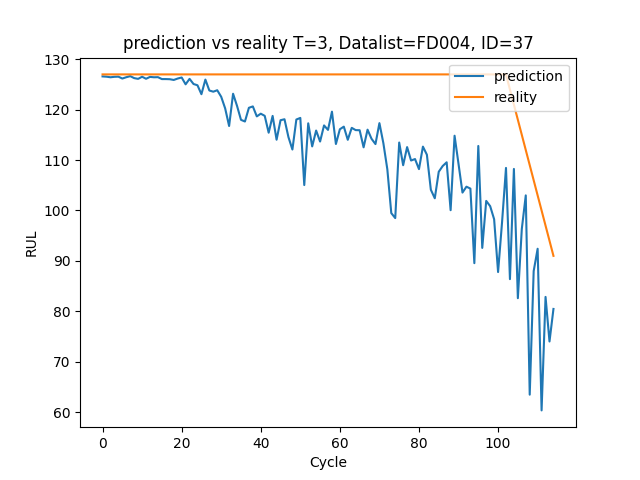 prediction vs reality T=3, Datalist=FD004, ID=37
prediction
reality
130
120
110
100
90
80
70
60
RUL
0 20 40 60 80 100
Cycle